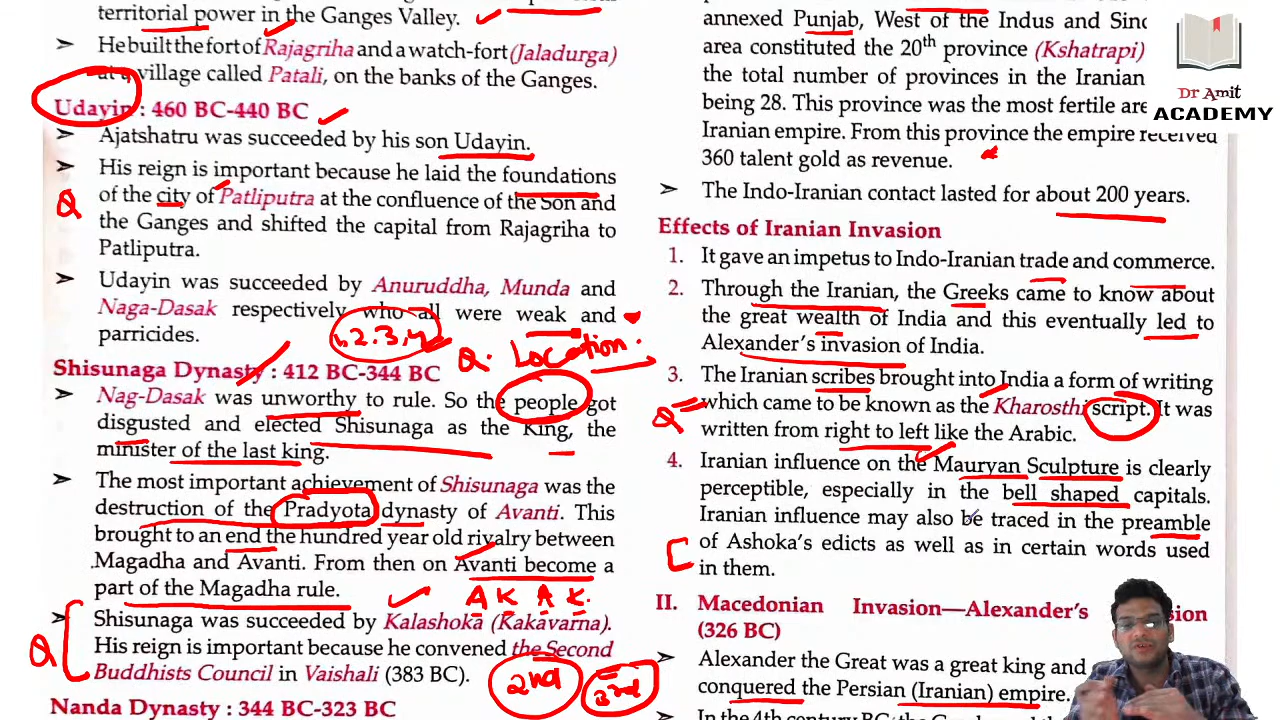 territorial power in the Ganges Valley.
➤ He built the fort of Rajagriha and a watch-fort (Jaladurga)
at a village called Patali, on the banks of the Ganges.
Udayin : 460 BC-440 BC
➤ Ajatshatru was succeeded by his son Udayin.
➤ His reign is important because he laid the foundations
of the city of Patliputra at the confluence of the Son and
the Ganges and shifted the capital from Rajagriha to
Patliputra.
➤ Udayin was succeeded by Anuruddha, Munda and
Naga-Dasak respectively who all were weak and
parricides.
1, 2, 3, 4
Q. Location.
Q
Shisunaga Dynasty : 412 BC-344 BC
➤ Nag-Dasak was unworthy to rule. So the people got
disgusted and elected Shisunaga as the King, the
minister of the last king.
➤ The most important achievement of Shisunaga was the
destruction of the Pradyota dynasty of Avanti. This
brought to an end the hundred year old rivalry between
Magadha and Avanti. From then on Avanti become a
part of the Magadha rule.
A K A K.
➤ Shisunaga was succeeded by Kalashoka (Kakavarna).
His reign is important because he convened the Second
Buddhists Council in Vaishali (383 BC).
Q
2nd
3rd
Nanda Dynasty : 344 BC-323 BC
annexed Punjab, West of the Indus and
area constituted the 20th province (Kshatrapi)
the total number of provinces in the Iranian
being 28. This province was the most fertile
Iranian empire. From this province the empire received
360 talent gold as revenue.
➤ The Indo-Iranian contact lasted for about 200 years.
Effects of Iranian Invasion
1. It gave an impetus to Indo-Iranian trade and commerce.
2. Through the Iranian, the Greeks came to know about
the great wealth of India and this eventually led to
Alexander's invasion of India.
3. The Iranian scribes brought into India a form of writing
which came to be known as the Kharosthi script. It was
written from right to left like the Arabic.
Q
4. Iranian influence on the Mauryan Sculpture is clearly
perceptible, especially in the bell shaped capitals.
Iranian influence may also be traced in the preamble
of Ashoka's edicts as well as in certain words used
in them.
II. Macedonian Invasion—Alexander's
(326 BC)
➤ Alexander the Great was a great king and
conquered the Persian (Iranian) empire.
➤ In the 4th century BC, the
Dr Amit
ACADEMY